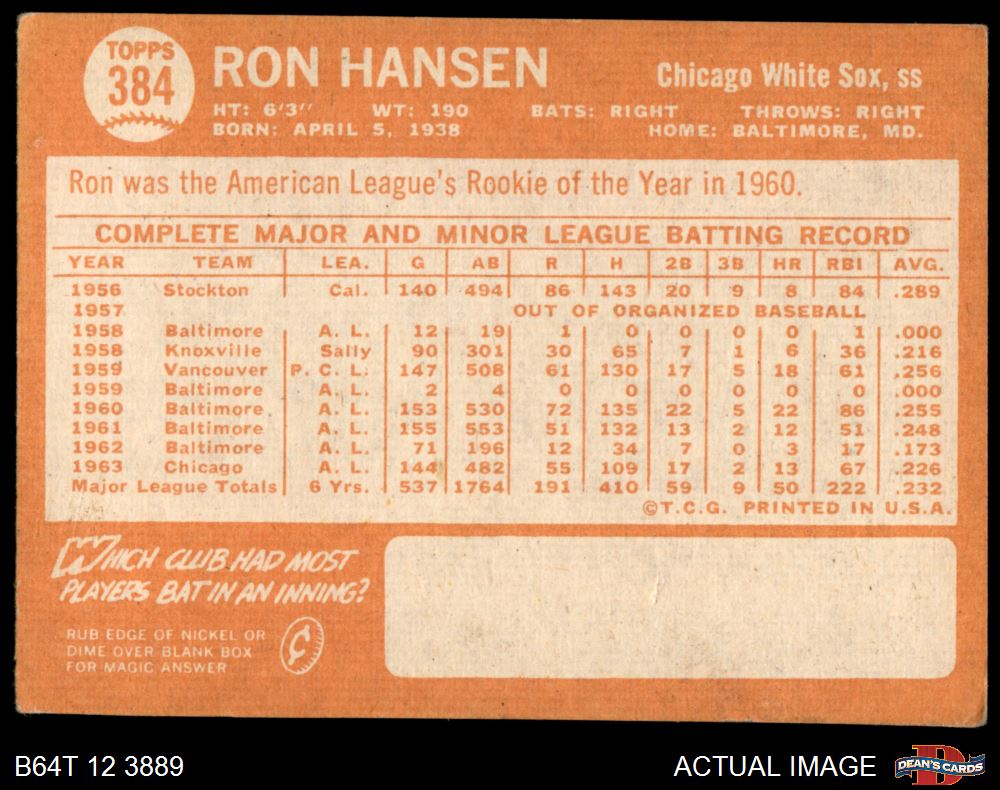 TOPPS
384
RON HANSEN
Chicago White Sox, ss
HT: 6'3" WT: 190 BATS: RIGHT THROWS: RIGHT
BORN: APRIL 5, 1938 HOME: BALTIMORE, MD.
Ron was the American League's Rookie of the Year in 1960.
COMPLETE MAJOR AND MINOR LEAGUE BATTING RECORD
YEAR TEAM LEA. G AB R H 2B 3B HR RBI AVG.
1956 Stockton Cal. 140 494 86 143 20 9 8 84 .289
1957 OUT OF ORGANIZED BASEBALL
1958 Baltimore A. L. 12 19 1 0 0 0 0 1 .000
1958 Knoxville Sally 90 301 30 65 7 1 6 36 .216
1959 Vancouver P. C. L. 147 508 61 130 17 5 18 61 .256
1959 Baltimore A. L. 2 4 0 0 0 0 0 0 .000
1960 Baltimore A. L. 153 530 72 135 22 5 22 86 .255
1961 Baltimore A. L. 155 553 51 132 13 2 12 51 .248
1962 Baltimore A. L. 71 196 12 34 7 0 3 17 .173
1963 Chicago A. L. 144 482 55 109 17 2 13 67 .226
Major League Totals 6 Yrs. 537 1764 191 410 59 9 50 222 .232
©T.C.G. PRINTED IN U.S.A.
WHICH CLUB HAD MOST
PLAYERS BAT IN AN INNING?
RUB EDGE OF NICKEL OR
DIME OVER BLANK BOX
FOR MAGIC ANSWER
¢
B64T 12 3889
ACTUAL IMAGE
DEAN'S CARDS